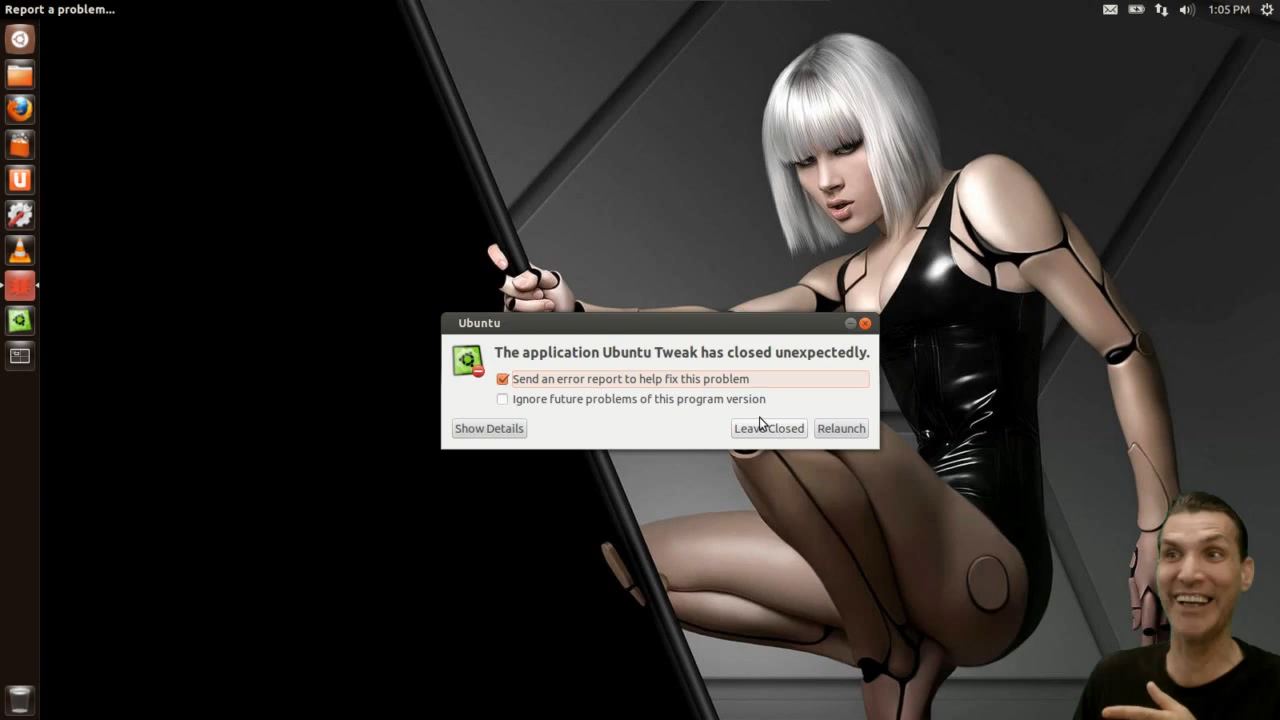 Report a problem...
1:05 PM
Ubuntu
The application Ubuntu Tweak has closed unexpectedly.
Send an error report to help fix this problem
Ignore future problems of this program version
Show Details
Leave Closed
Relaunch